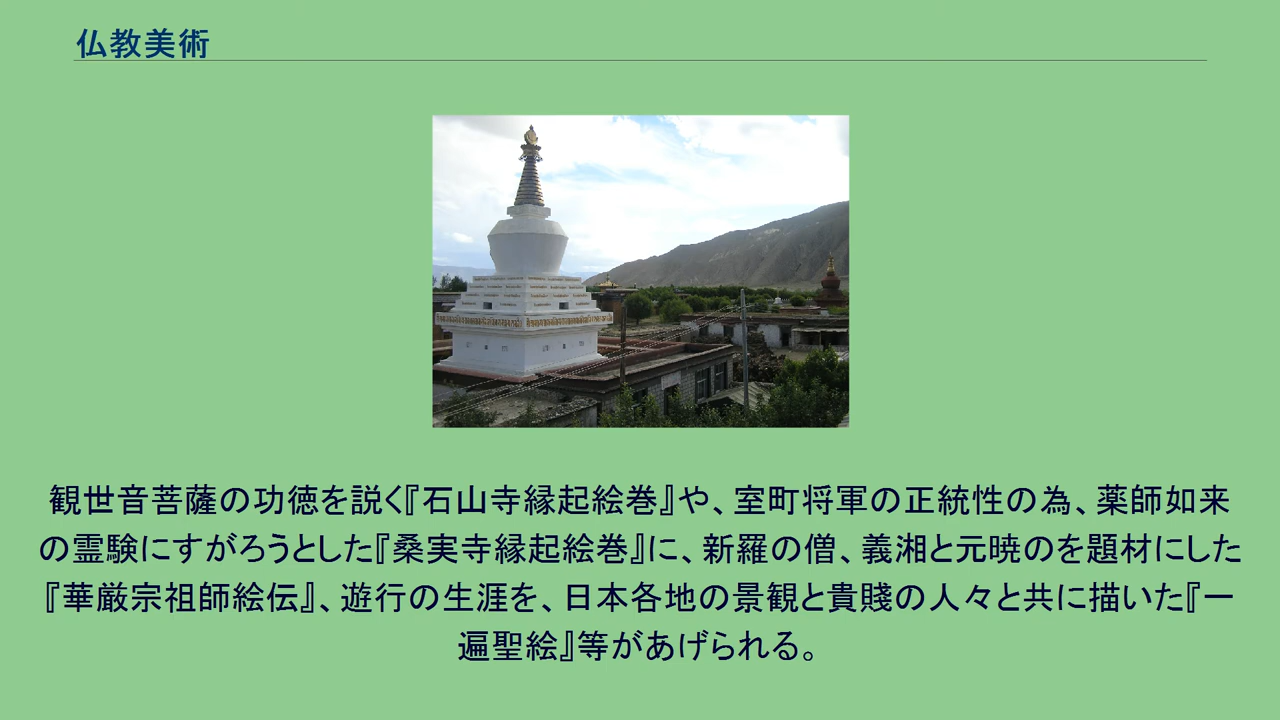 仏教美術
観世音菩薩の功徳を説く『石山寺縁起絵巻』や、室町将軍の正統性の為、薬師如来
の霊験にすがろうとした『桑実寺縁起絵巻』に、新羅の僧、義湘と元暁のを題材にした
『華厳宗祖師絵伝』、遊行の生涯を、日本各地の景観と貴賤の人々と共に描いた『一
遍聖絵』等があげられる。